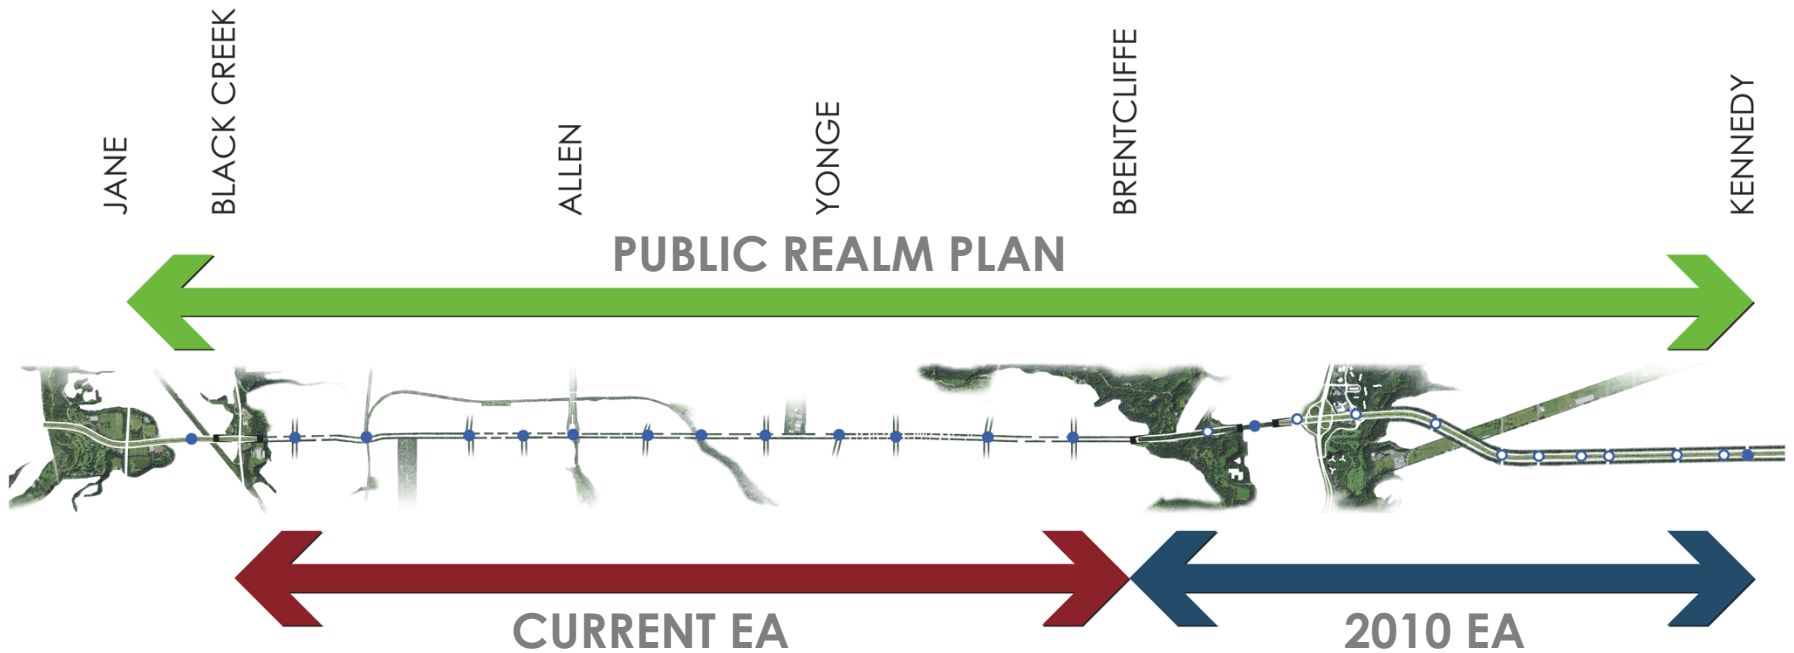 JANE
BLACK CREEK
ALLEN
YONGE
BRENTCLIFFE
KENNEDY
PUBLIC REALM PLAN
CURRENT EA
2010 EA